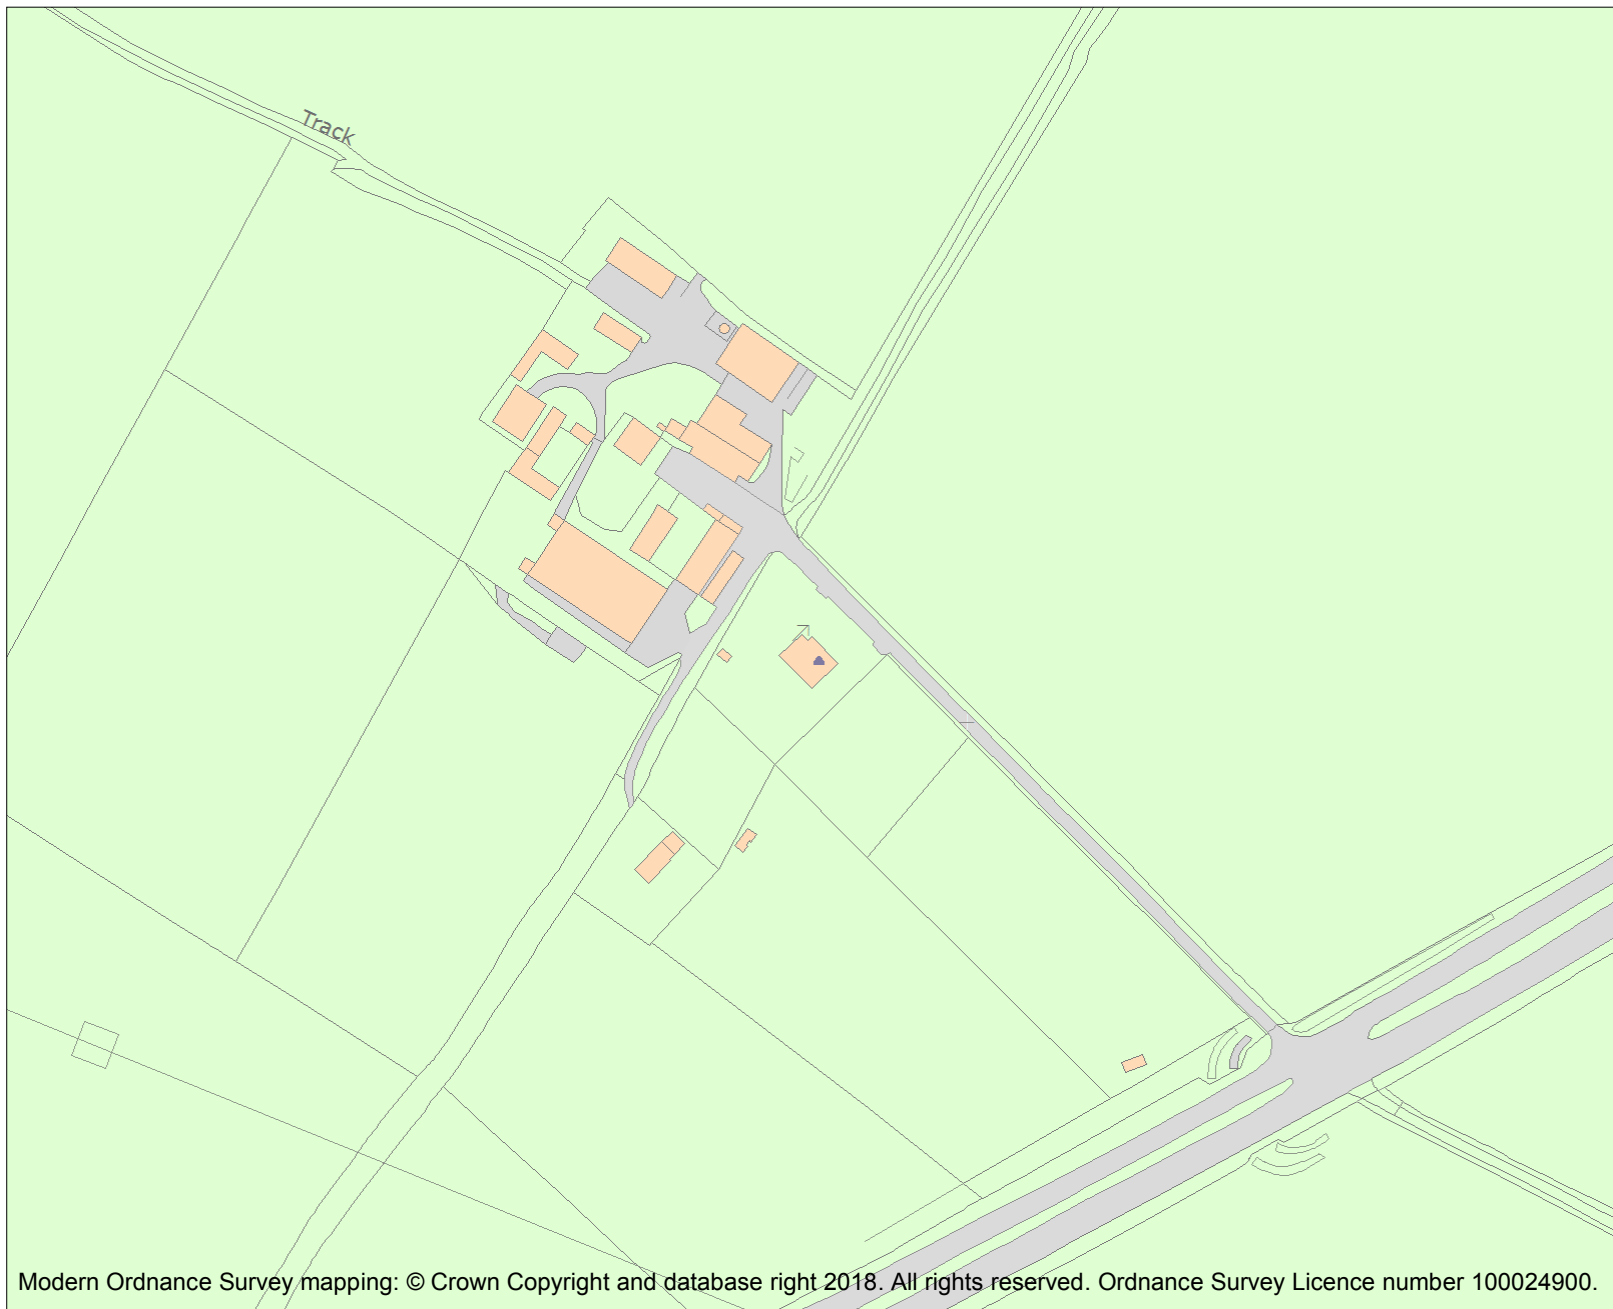 Track
Modern Ordnance Survey mapping: © Crown Copyright and database right 2018. All rights reserved. Ordnance Survey Licence number 100024900.